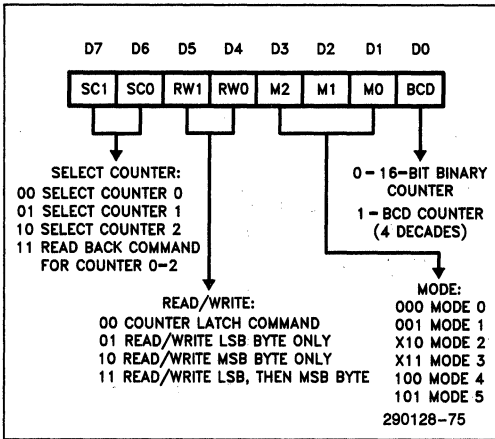 D7 D6 D5 D4 D3 D2 D1 D0
SC1 SC0 RW1 RW0 M2 M1 M0 BCD
SELECT COUNTER:
00 SELECT COUNTER 0
01 SELECT COUNTER 1
10 SELECT COUNTER 2
11 READ BACK COMMAND
FOR COUNTER 0-2
0-16-BIT BINARY
COUNTER
1-BCD COUNTER
(4 DECADES)
READ/WRITE:
00 COUNTER LATCH COMMAND
01 READ/WRITE LSB BYTE ONLY
10 READ/WRITE MSB BYTE ONLY
11 READ/WRITE LSB, THEN MSB BYTE
MODE:
000 MODE 0
001 MODE 1
X10 MODE 2
X11 MODE 3
100 MODE 4
101 MODE 5
290128-75